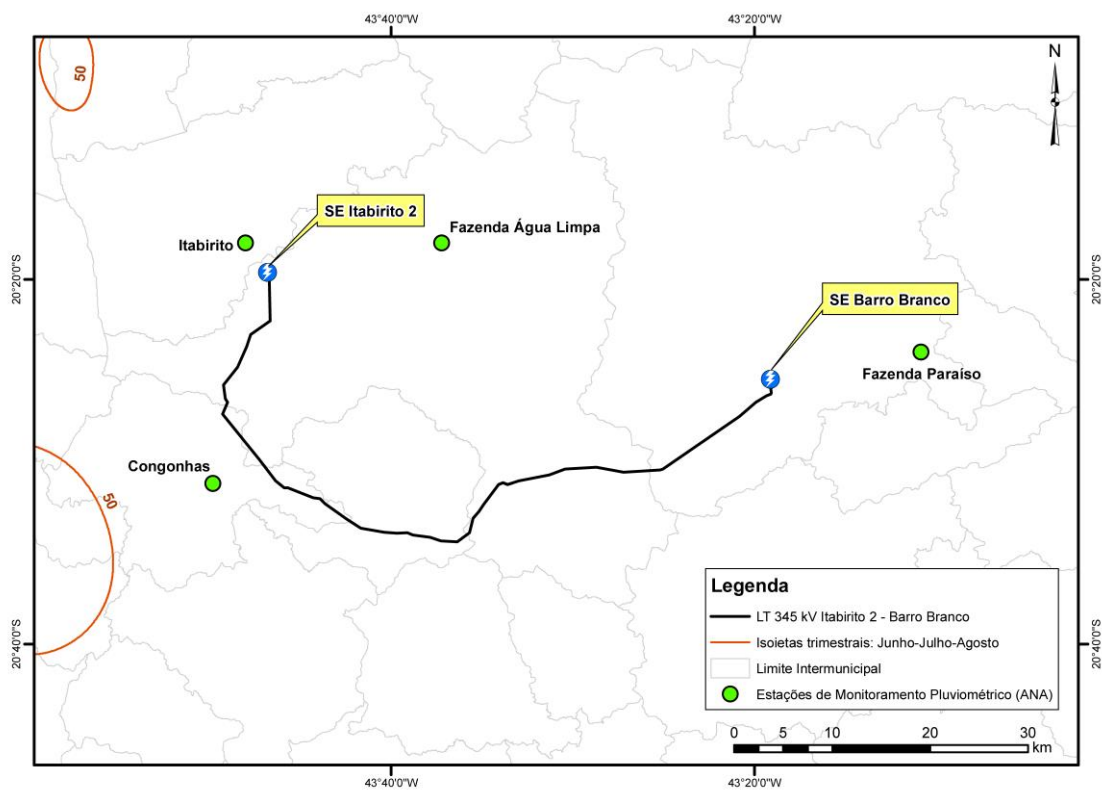 43°40'0"W
43°20'0"W
50
N
SE Itabirito 2
Itabirito
Fazenda Água Limpa
20°20'0"S
20°20'0"S
SE Barro Branco
Fazenda Paraíso
Congonhas
50
Legenda
LT 345 kV Itabirito 2 - Barro Branco
Isoietas trimestrais: Junho-Julho-Agosto
Limite Intermunicipal
Estações de Monitoramento Pluviométrico (ANA)
20°40'0"S
20°40'0"S
0 5 10 20 30
km
43°40'0"W
43°20'0"W